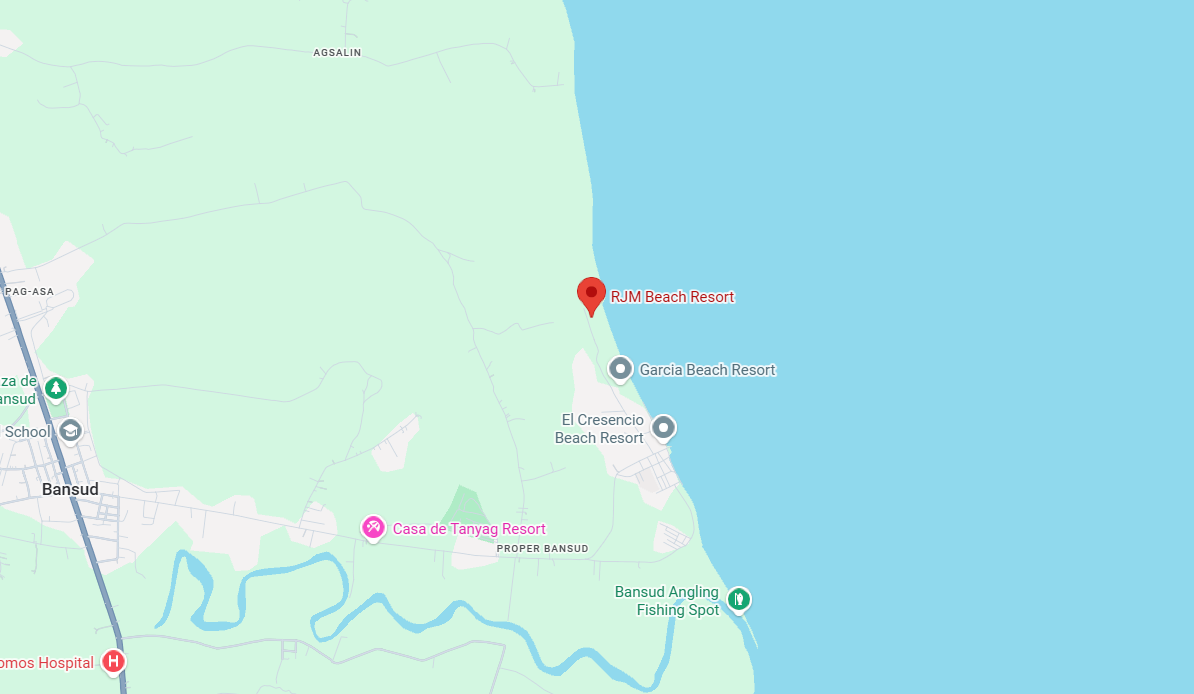 AGSALIN
PAG-ASA
RJM Beach Resort
Garcia Beach Resort
za de
ansud
School
El Cresencio
Beach Resort
Bansud
Casa de Tanyag Resort
PROPER BANSUD
Bansud Angling
Fishing Spot
omos Hospital
H